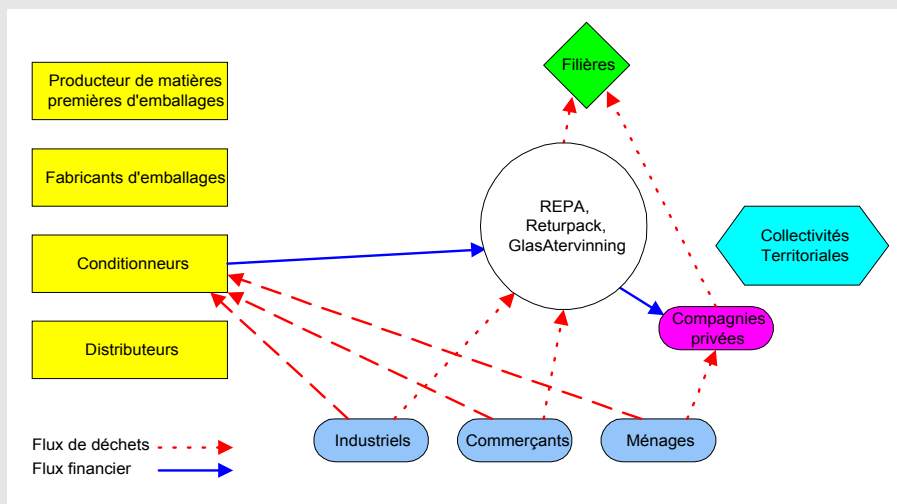 Filières
Producteur de matières
premières d'emballages
Fabricants d'emballages
REPA,
Returpack,
GlasAtervinning
Collectivités
Territoriales
Conditionneurs
Compagnies
privées
Distributeurs
Industriels
Commerçants
Ménages
Flux de déchets
Flux financier